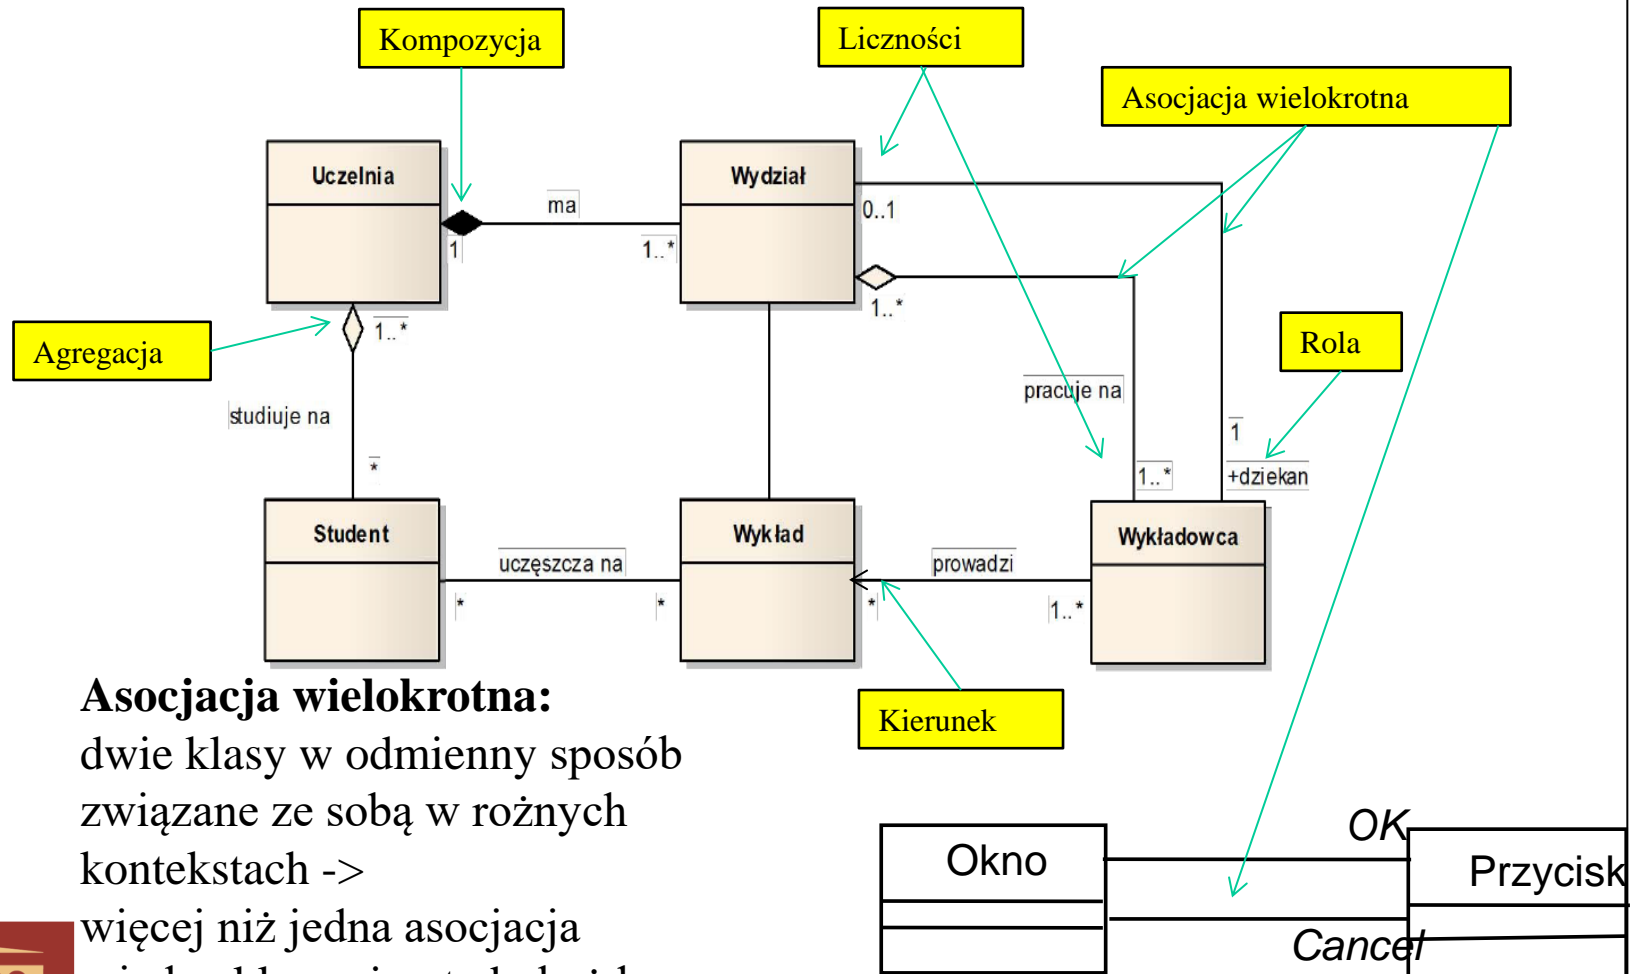 Kompozycja
Liczności
Asocjacja wielokrotna
Uczelnia
Wydział
ma
1
1..*
0..1
1..*
Agregacja
1..*
Rola
studiuje na
pracuje na
*
1
1..*
+dziekan
Student
Wykład
Wykładowca
uczęszcza na
prowadzi
*
*
*
1..*
Kierunek
Asocjacja wielokrotna:
dwie klasy w odmienny sposób
związane ze sobą w rożnych
kontekstach ->
więcej niż jedna asocjacja
OK
Okno
Przycisk
Cancel